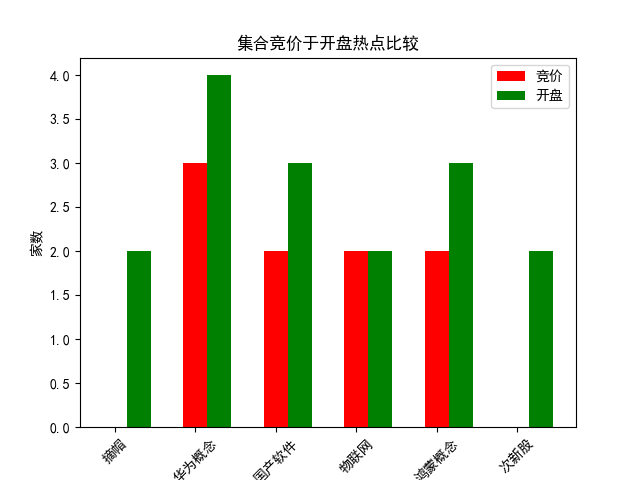 集合竞价于开盘热点比较
竞价
开盘
家数
4.0
3.5
3.0
2.5
2.0
1.5
1.0
0.5
0.0
摘帽
华为概念
国产软件
物联网
鸿蒙概念
次新股